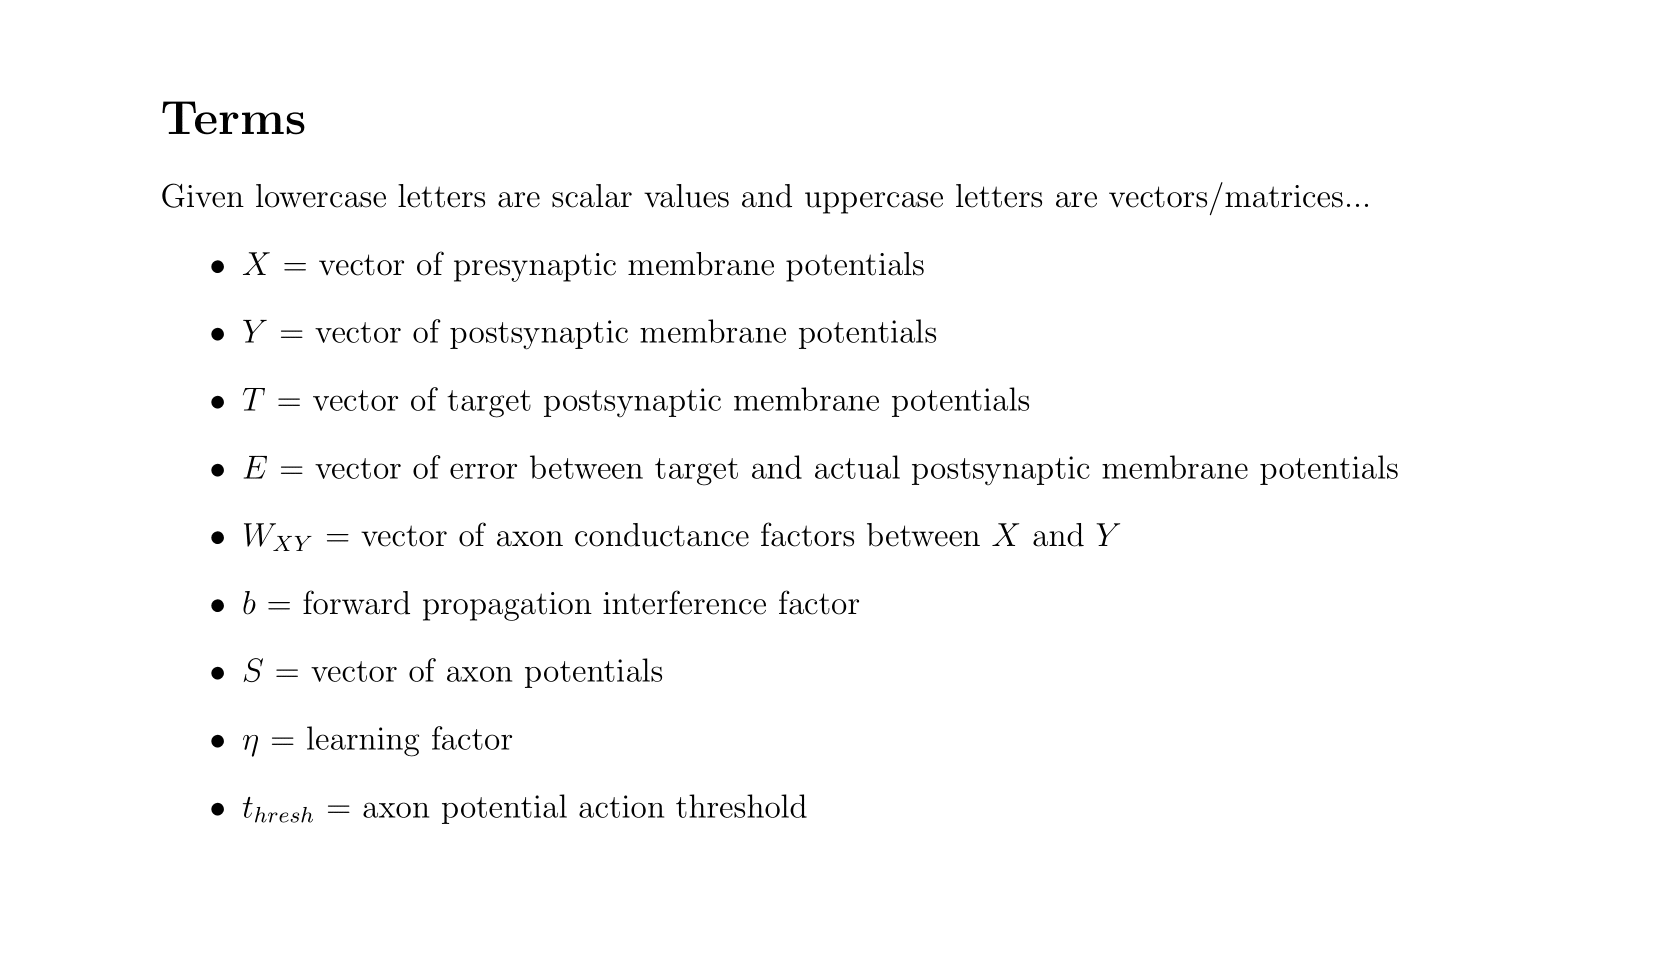 Terms
Given lowercase letters are scalar values and uppercase letters are vectors/matrices...
• X = vector of presynaptic membrane potentials
• Y = vector of postsynaptic membrane potentials
• T = vector of target postsynaptic membrane potentials
• E = vector of error between target and actual postsynaptic membrane potentials
• W_{XY} = vector of axon conductance factors between X and Y
• b = forward propagation interference factor
• S = vector of axon potentials
• η = learning factor
• t_{hresh} = axon potential action threshold